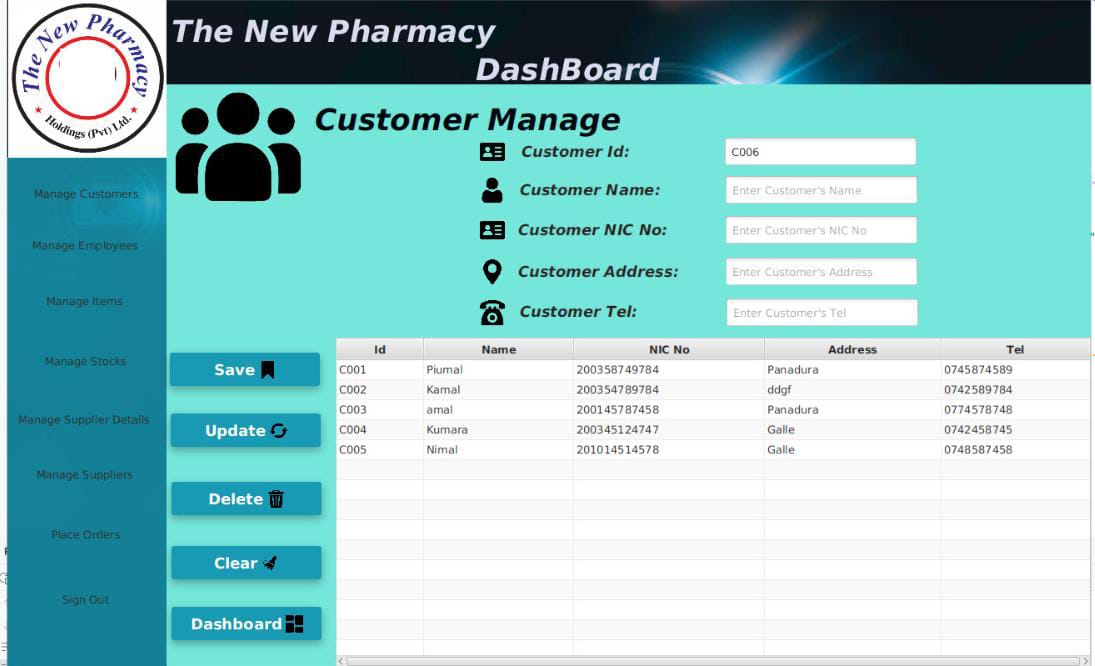 The New Pharmacy
Holdings (Pvt) Ltd.
The New Pharmacy
DashBoard
Manage Customers
Manage Employees
Manage Items
Manage Stocks
Manage Supplier Details
Manage Suppliers
Place Orders
Sign Out
Customer Manage
Customer Id: C006
Customer Name: Enter Customer's Name
Customer NIC No: Enter Customer's NIC No
Customer Address: Enter Customer's Address
Customer Tel: Enter Customer's Tel
Save
Update
Delete
Clear
Dashboard
Id Name NIC No Address Tel
C001 Piumal 200358749784 Panadura 0745874589
C002 Kamal 200354789784 ddgf 0742589784
C003 amal 200145787458 Panadura 0774578748
C004 Kumara 200345124747 Galle 0742458745
C005 Nimal 201014514578 Galle 0748587458